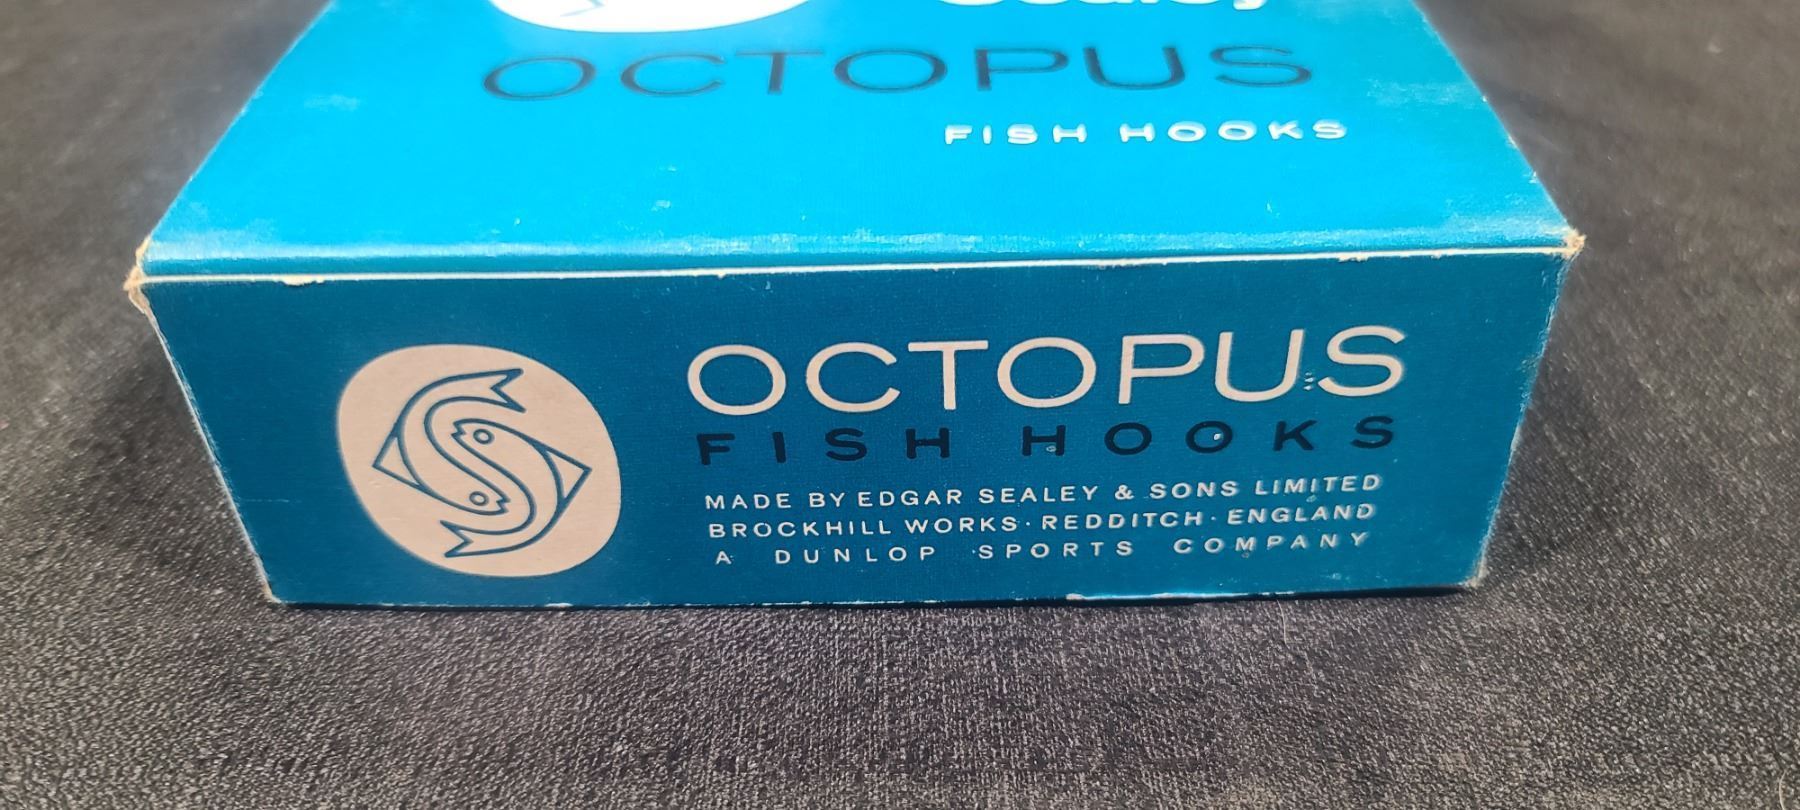 Sealey
OCTOPUS
FISH HOOKS
OCTOPUS
FISH HOOKS
MADE BY EDGAR SEALEY & SONS LIMITED
BROCKHILL WORKS · REDDITCH · ENGLAND
A DUNLOP SPORTS COMPANY